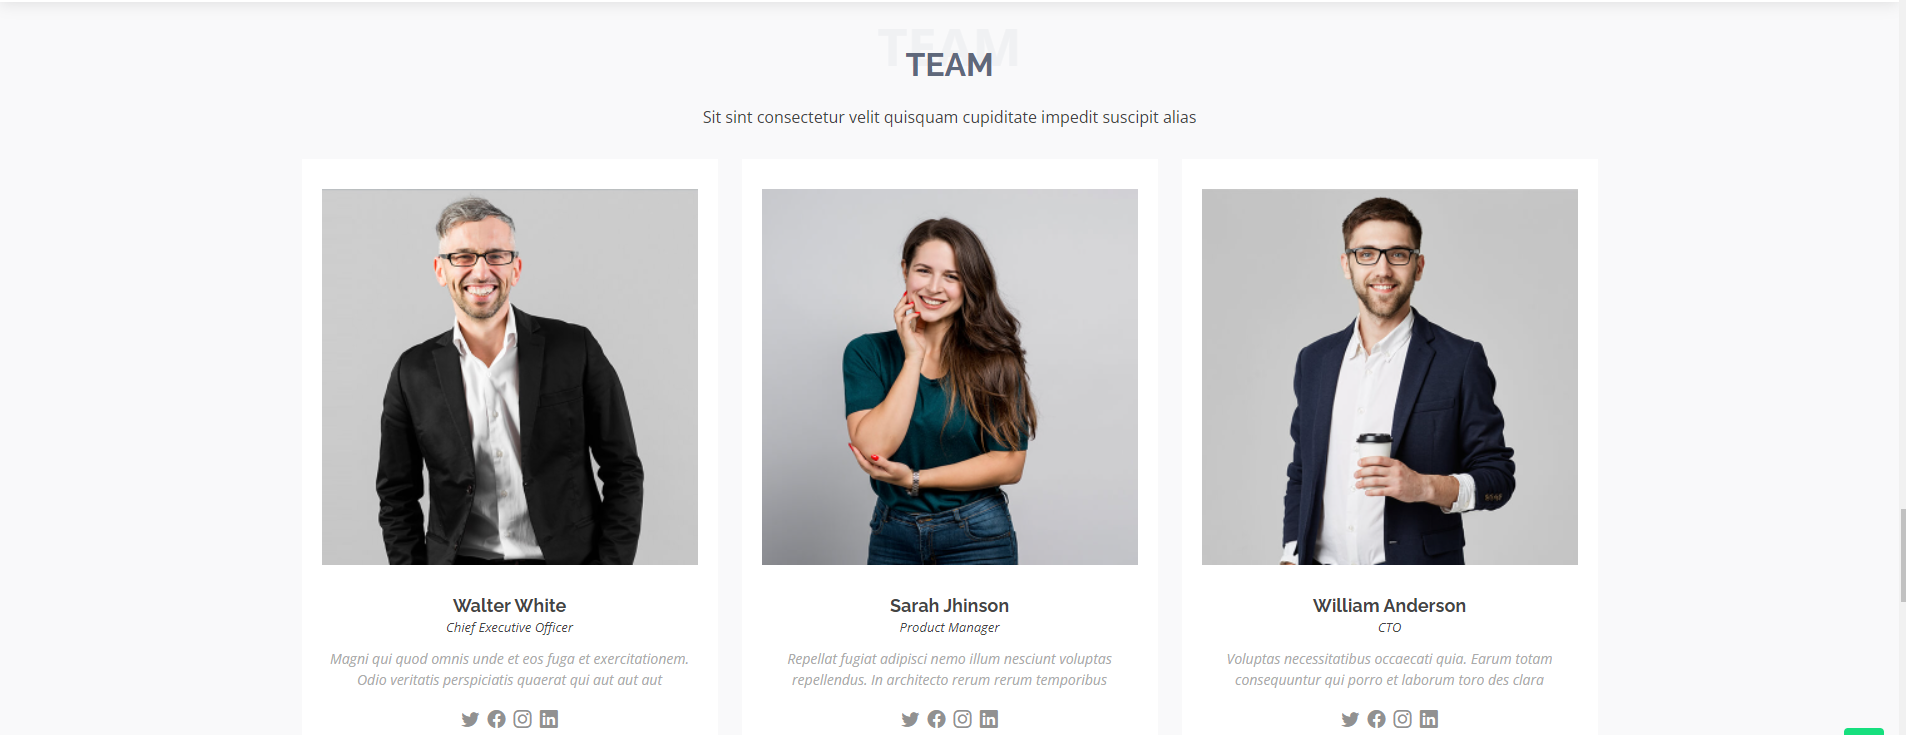 TEAM
TEAM
Sit sint consectetur velit quisquam cupiditate impedit suscipit alias
Walter White
Chief Executive Officer
Magni qui quod omnis unde et eos fuga et exercitationem.
Odio veritatis perspiciatis quaerat qui aut aut aut
Sarah Jhinson
Product Manager
Repellat fugiat adipisci nemo illum nesciunt voluptas
repellendus. In architecto rerum rerum temporibus
William Anderson
CTO
Voluptas necessitatibus occaecati quia. Earum totam
consequuntur qui porro et laborum toro des clara